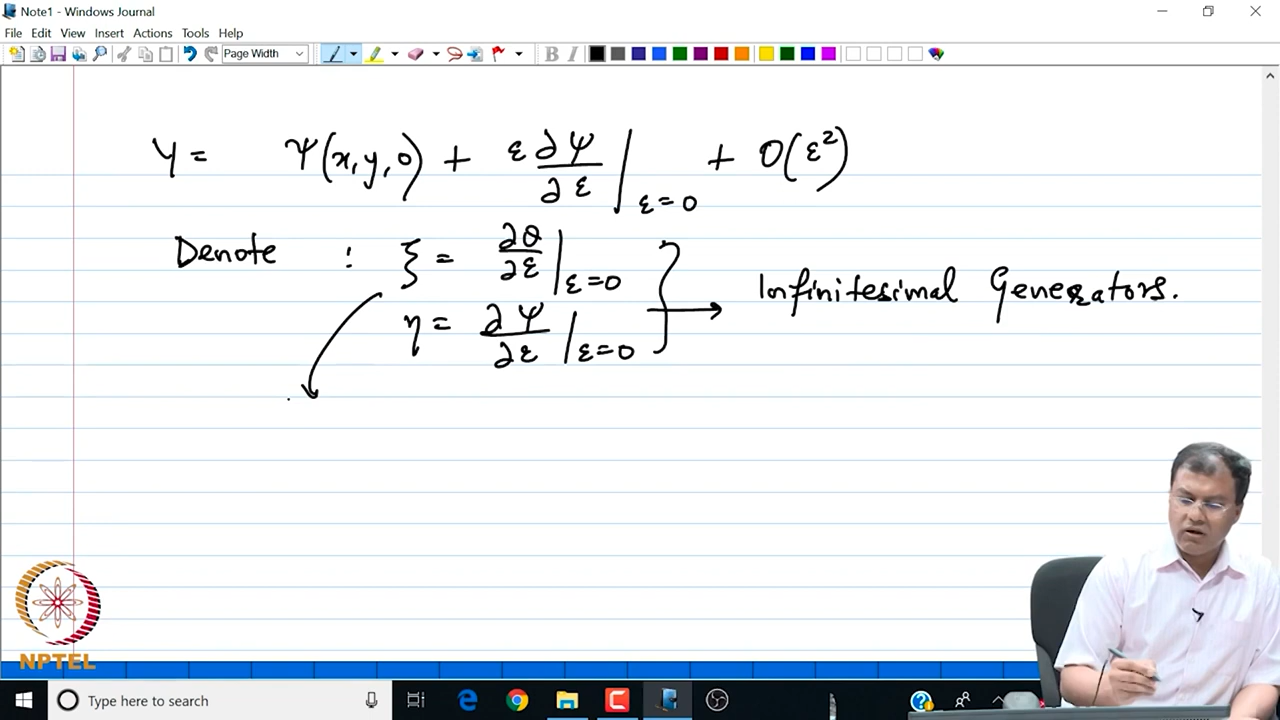 Note1 - Windows Journal
File Edit View Insert Actions Tools Help
Page Width B I
Y = Ψ(x,y,0) + ε ∂ψ/∂ε |ε=0 + O(ε²)
Denote : ξ = ∂θ/∂ε |ε=0
Infinitesimal Generators.
η = ∂ψ/∂ε |ε=0
NPTEL
Type here to search